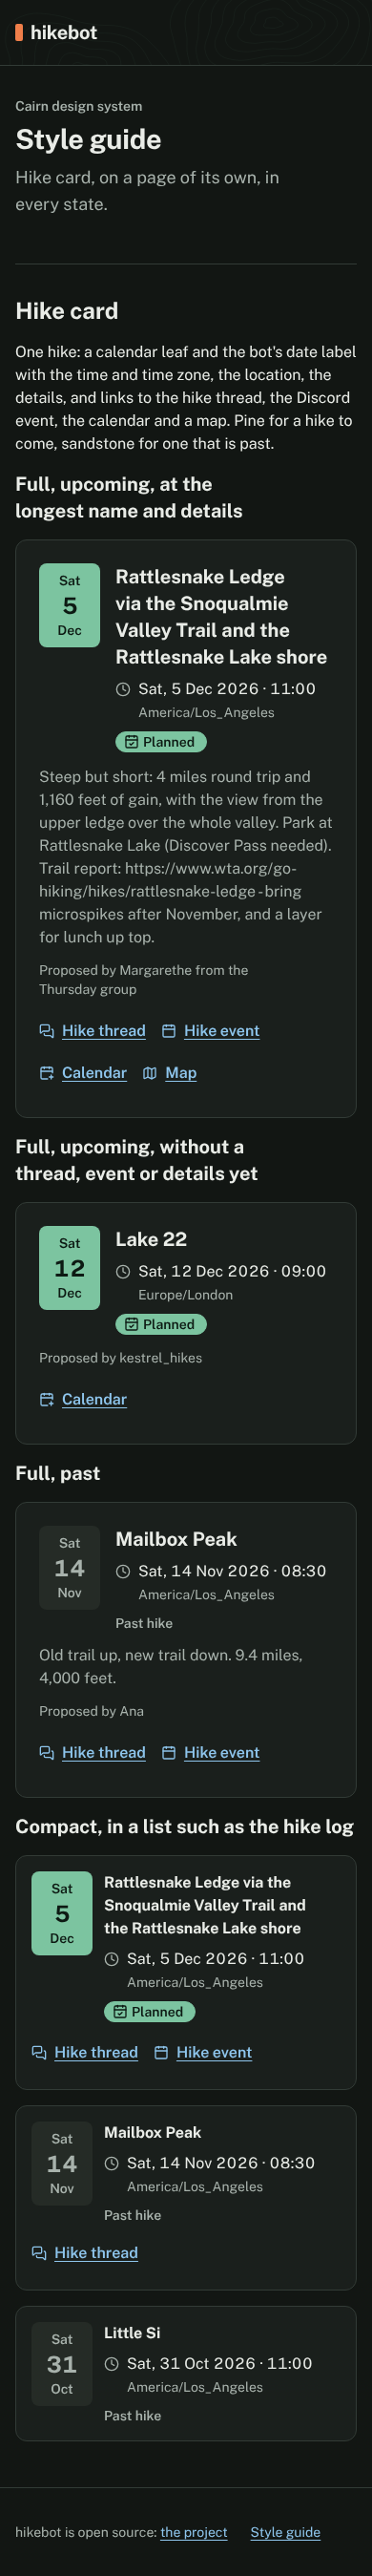 hikebot
Cairn design system
Style guide
Hike card, on a page of its own, in
every state.
Hike card
One hike: a calendar leaf and the bot's date label
with the time and time zone, the location, the
details, and links to the hike thread, the Discord
event, the calendar and a map. Pine for a hike to
come, sandstone for one that is past.
Full, upcoming, at the
longest name and details
Sat
5
Dec
Rattlesnake Ledge
via the Snoqualmie
Valley Trail and the
Rattlesnake Lake shore
Sat, 5 Dec 2026 · 11:00
America/Los_Angeles
Planned
Steep but short: 4 miles round trip and
1,160 feet of gain, with the view from the
upper ledge over the whole valley. Park at
Rattlesnake Lake (Discover Pass needed).
Trail report: https://www.wta.org/go-
hiking/hikes/rattlesnake-ledge - bring
microspikes after November, and a layer
for lunch up top.
Proposed by Margarethe from the
Thursday group
Hike thread Hike event
Calendar Map
Full, upcoming, without a
thread, event or details yet
Sat
12
Dec
Lake 22
Sat, 12 Dec 2026 · 09:00
Europe/London
Planned
Proposed by kestrel_hikes
Calendar
Full, past
Sat
14
Nov
Mailbox Peak
Sat, 14 Nov 2026 · 08:30
America/Los_Angeles
Past hike
Old trail up, new trail down. 9.4 miles,
4,000 feet.
Proposed by Ana
Hike thread Hike event
Compact, in a list such as the hike log
Sat
5
Dec
Rattlesnake Ledge via the
Snoqualmie Valley Trail and
the Rattlesnake Lake shore
Sat, 5 Dec 2026 · 11:00
America/Los_Angeles
Planned
Hike thread Hike event
Sat
14
Nov
Mailbox Peak
Sat, 14 Nov 2026 · 08:30
America/Los_Angeles
Past hike
Hike thread
Sat
31
Oct
Little Si
Sat, 31 Oct 2026 · 11:00
America/Los_Angeles
Past hike
hikebot is open source: the project Style guide